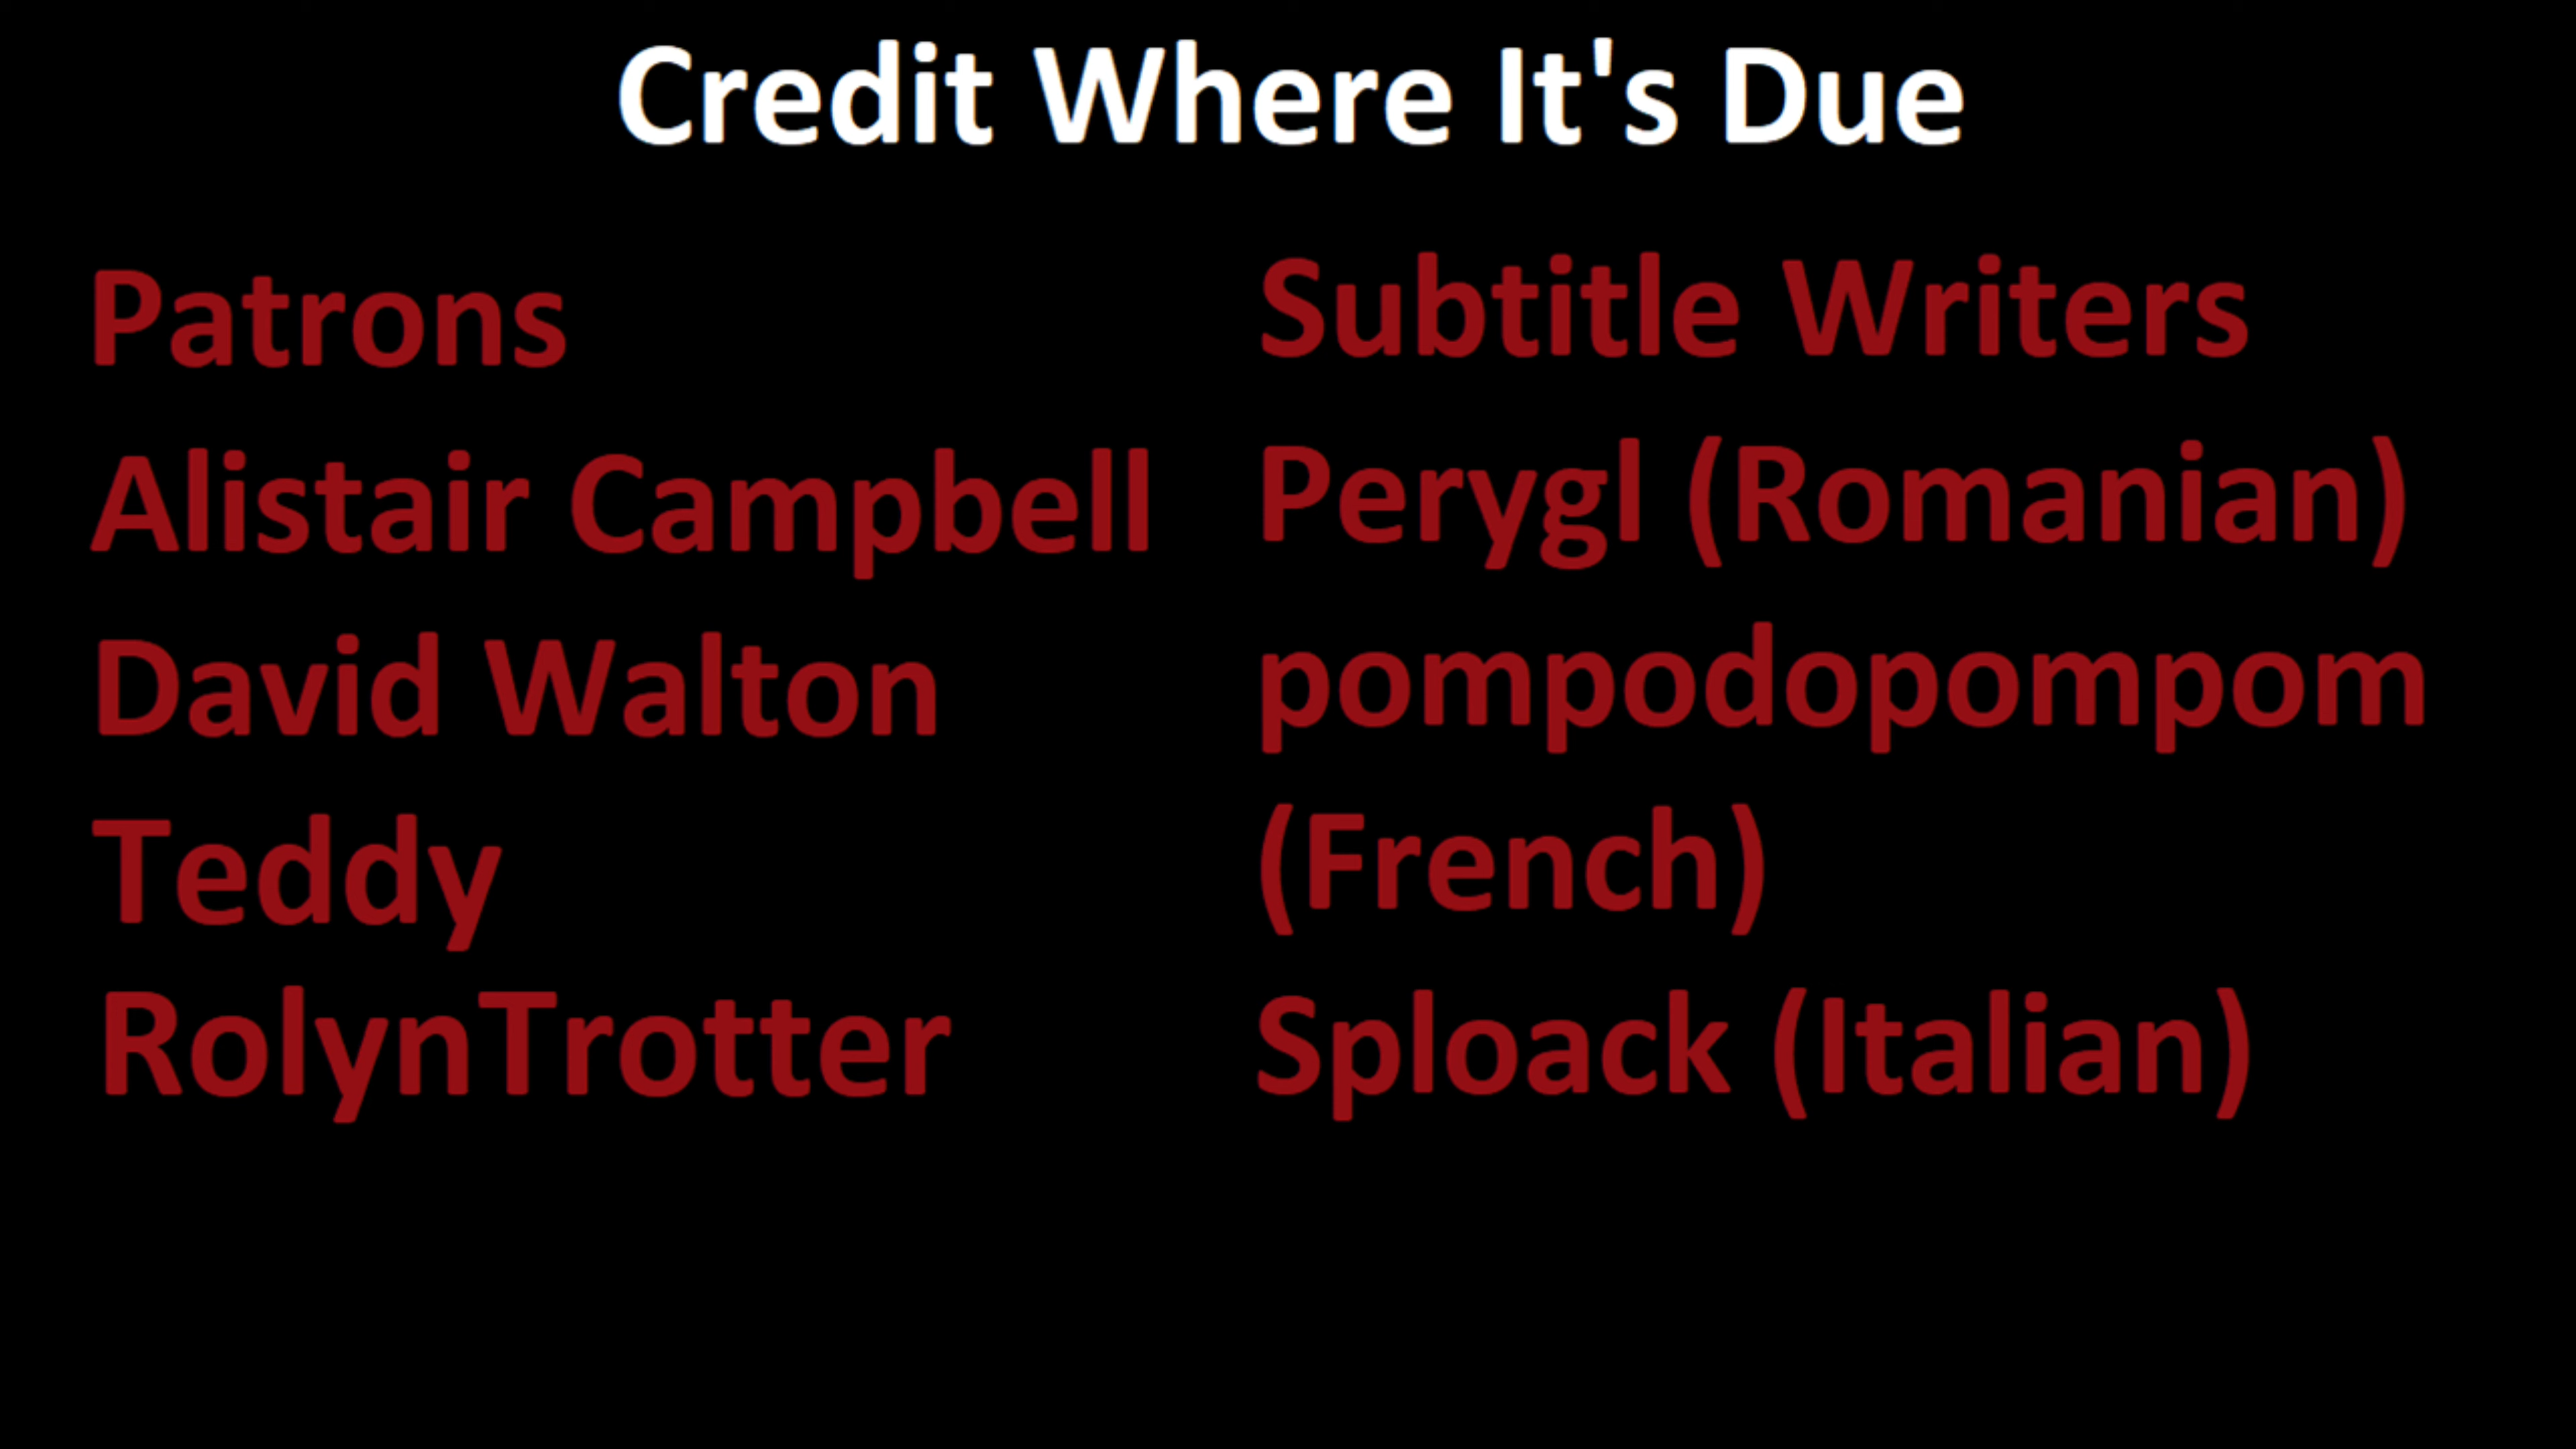 Credit Where It's Due
Patrons
Alistair Campbell
David Walton
Teddy
RolynTrotter
Subtitle Writers
Perygl (Romanian)
pompodopompom
(French)
Sploack (Italian)